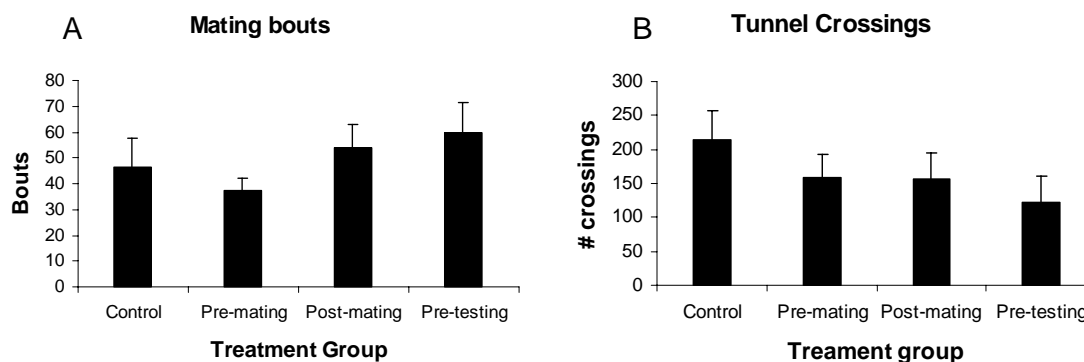 A
Mating bouts
80
70
60
50
40
30
20
10
0
Bouts
Control Pre-mating Post-mating Pre-testing
Treatment Group
B
Tunnel Crossings
300
250
200
150
100
50
0
# crossings
Control Pre-mating Post-mating Pre-testing
Treament group